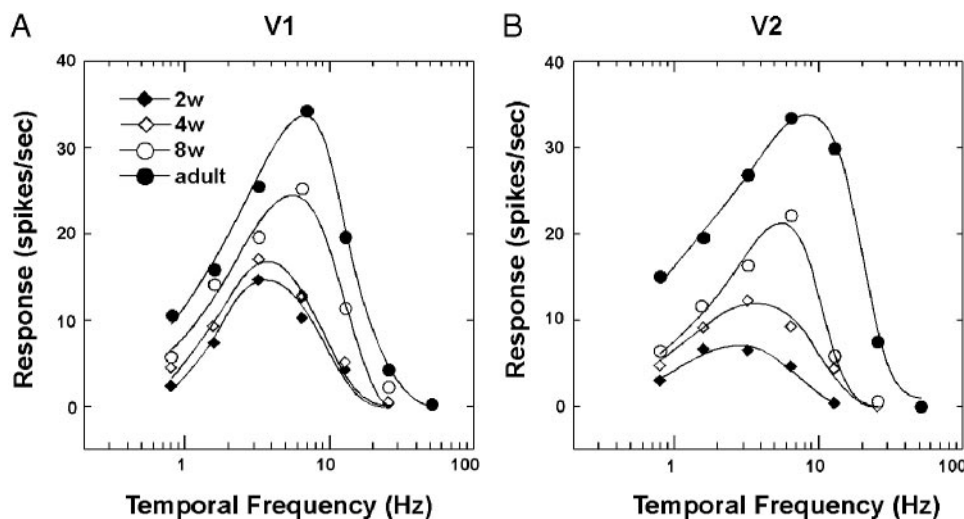 A
V1
B
V2
40
30
20
10
0
Response (spikes/sec)
2w
4w
8w
adult
1
10
100
Temporal Frequency (Hz)
40
30
20
10
0
Response (spikes/sec)
1
10
100
Temporal Frequency (Hz)